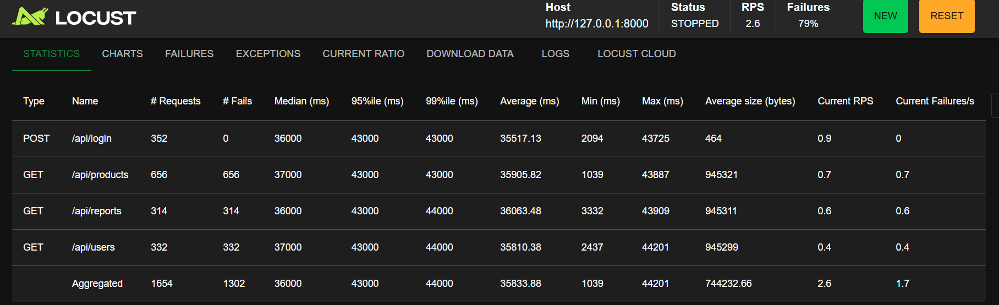 LOCUST
Host Status RPS Failures
http://127.0.0.1:8000 STOPPED 2.6 79%
NEW RESET
STATISTICS CHARTS FAILURES EXCEPTIONS CURRENT RATIO DOWNLOAD DATA LOGS LOCUST CLOUD
Type Name # Requests # Fails Median (ms) 95%ile (ms) 99%ile (ms) Average (ms) Min (ms) Max (ms) Average size (bytes) Current RPS Current Failures/s
POST /api/login 352 0 36000 43000 43000 35517.13 2094 43725 464 0.9 0
GET /api/products 656 656 37000 43000 43000 35905.82 1039 43887 945321 0.7 0.7
GET /api/reports 314 314 36000 43000 44000 36063.48 3332 43909 945311 0.6 0.6
GET /api/users 332 332 37000 43000 44000 35810.38 2437 44201 945299 0.4 0.4
Aggregated 1654 1302 36000 43000 44000 35833.88 1039 44201 744232.66 2.6 1.7